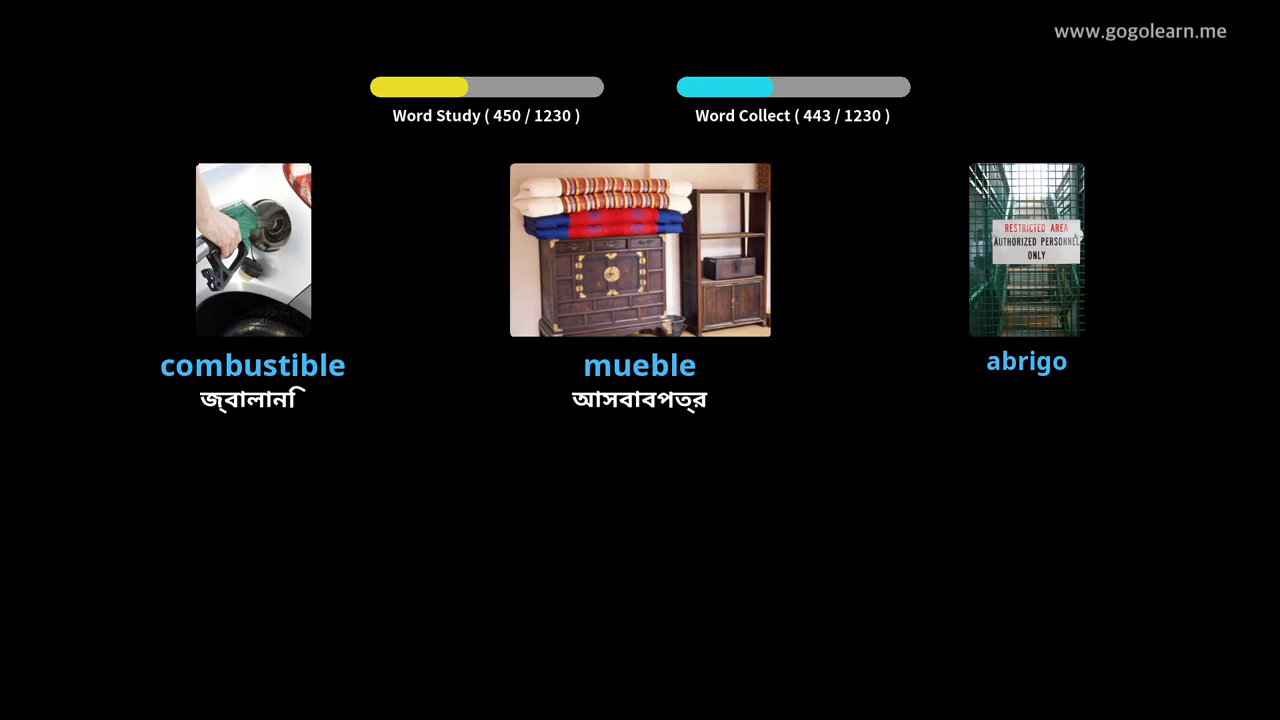 www.gogolearn.me
Word Study ( 450 / 1230 )
Word Collect ( 443 / 1230 )
RESTRICTED AREA
AUTHORIZED PERSONNEL
ONLY
combustible
mueble
abrigo
জ্বালানি
আসবাবপত্র